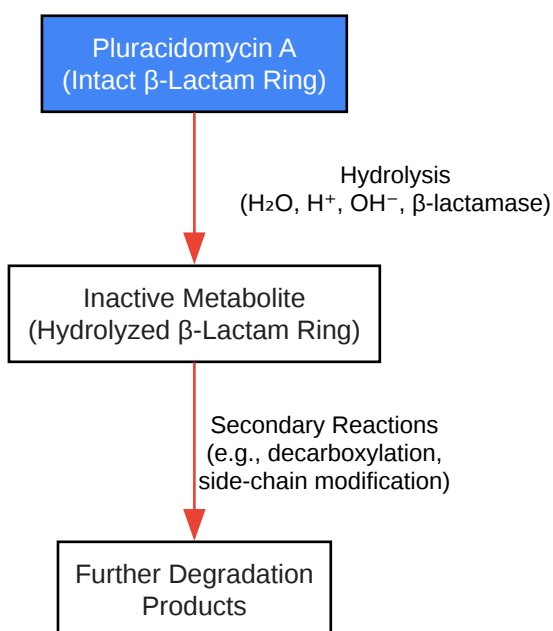 Pluracidomycin A
(Intact β-Lactam Ring)
Hydrolysis
(H₂O, H⁺, OH⁻, β-lactamase)
Inactive Metabolite
(Hydrolyzed β-Lactam Ring)
Secondary Reactions
(e.g., decarboxylation,
side-chain modification)
Further Degradation
Products